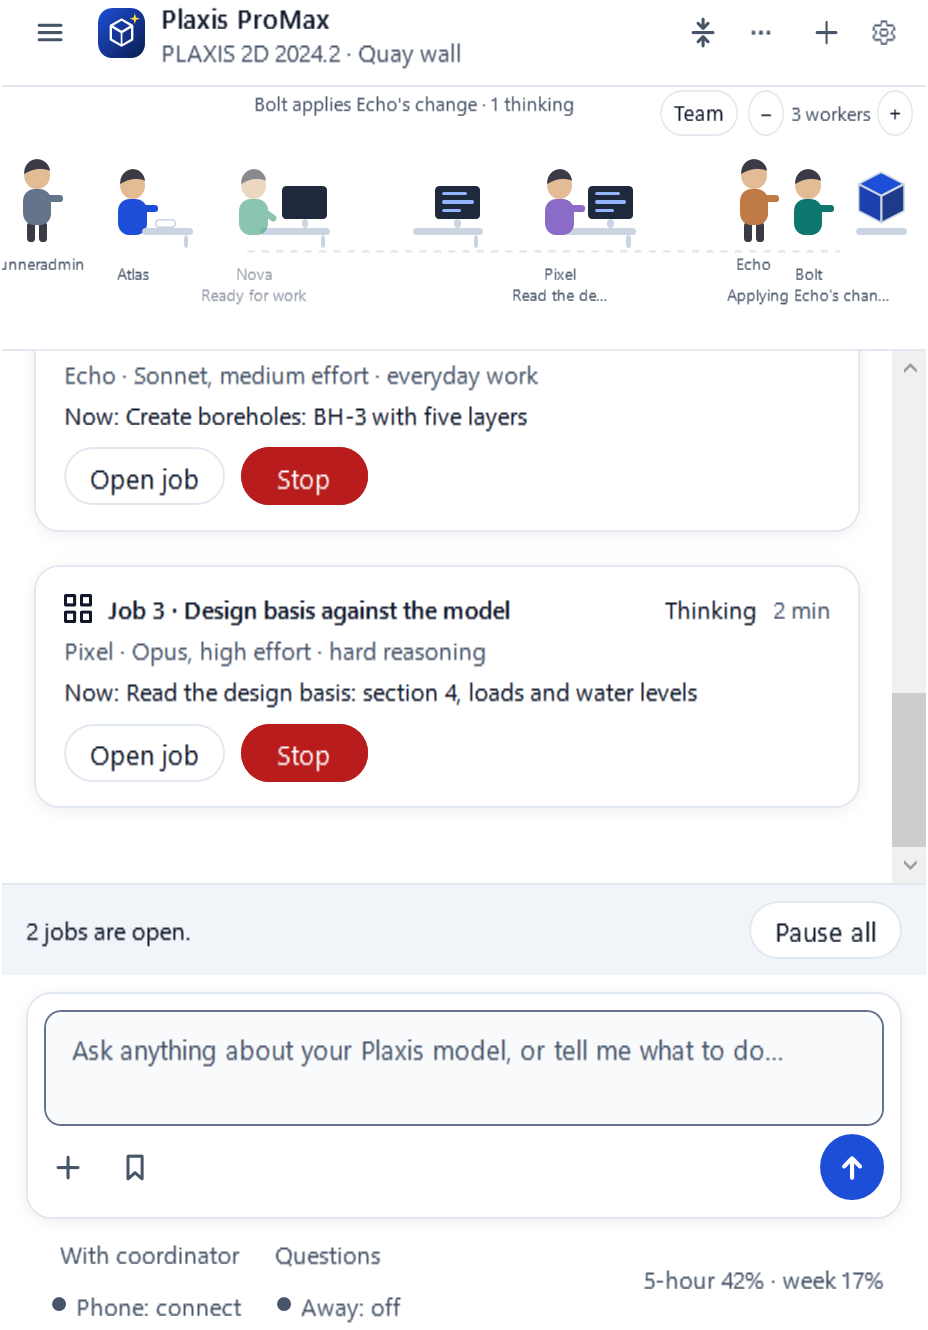 Plaxis ProMax
PLAXIS 2D 2024.2 · Quay wall
Bolt applies Echo's change · 1 thinking
Team
– 3 workers +
unneradmin
Atlas
Nova
Ready for work
Pixel
Read the de...
Echo
Bolt
Applying Echo's chan...
Echo · Sonnet, medium effort · everyday work
Now: Create boreholes: BH-3 with five layers
Open job
Stop
Job 3 · Design basis against the model
Thinking 2 min
Pixel · Opus, high effort · hard reasoning
Now: Read the design basis: section 4, loads and water levels
Open job
Stop
2 jobs are open.
Pause all
Ask anything about your Plaxis model, or tell me what to do...
With coordinator
Questions
5-hour 42% · week 17%
Phone: connect
Away: off